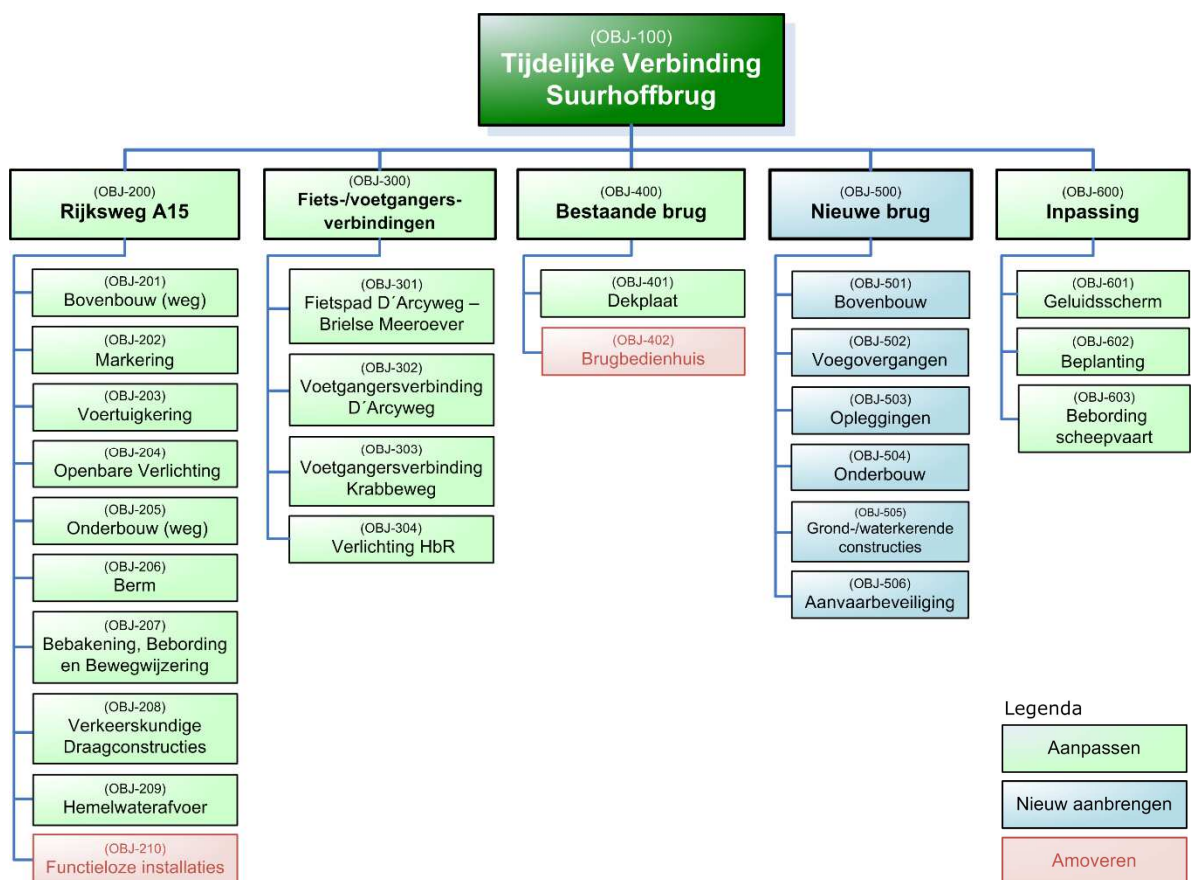 (OBJ-100)
Tijdelijke Verbinding
Suurhoffbrug
(OBJ-200)
Rijksweg A15
(OBJ-201)
Bovenbouw (weg)
(OBJ-202)
Markering
(OBJ-203)
Voertuigkering
(OBJ-204)
Openbare Verlichting
(OBJ-205)
Onderbouw (weg)
(OBJ-206)
Berm
(OBJ-207)
Bebakening, Bebording
en Bewegwijzering
(OBJ-208)
Verkeerskundige
Draagconstructies
(OBJ-209)
Hemelwaterafvoer
(OBJ-210)
Functieloze installaties
(OBJ-300)
Fiets-/voetgangers-
verbindingen
(OBJ-301)
Fietspad D´Arcyweg –
Brielse Meeroever
(OBJ-302)
Voetgangersverbinding
D´Arcyweg
(OBJ-303)
Voetgangersverbinding
Krabbeweg
(OBJ-304)
Verlichting HbR
(OBJ-400)
Bestaande brug
(OBJ-401)
Dekplaat
(OBJ-402)
Brugbedienhuis
(OBJ-500)
Nieuwe brug
(OBJ-501)
Bovenbouw
(OBJ-502)
Voegovergangen
(OBJ-503)
Opleggingen
(OBJ-504)
Onderbouw
(OBJ-505)
Grond-/waterkerende
constructies
(OBJ-506)
Aanvaarbeveiliging
(OBJ-600)
Inpassing
(OBJ-601)
Geluidsscherm
(OBJ-602)
Beplanting
(OBJ-603)
Bebording
scheepvaart
Legenda
Aanpassen
Nieuw aanbrengen
Amoveren